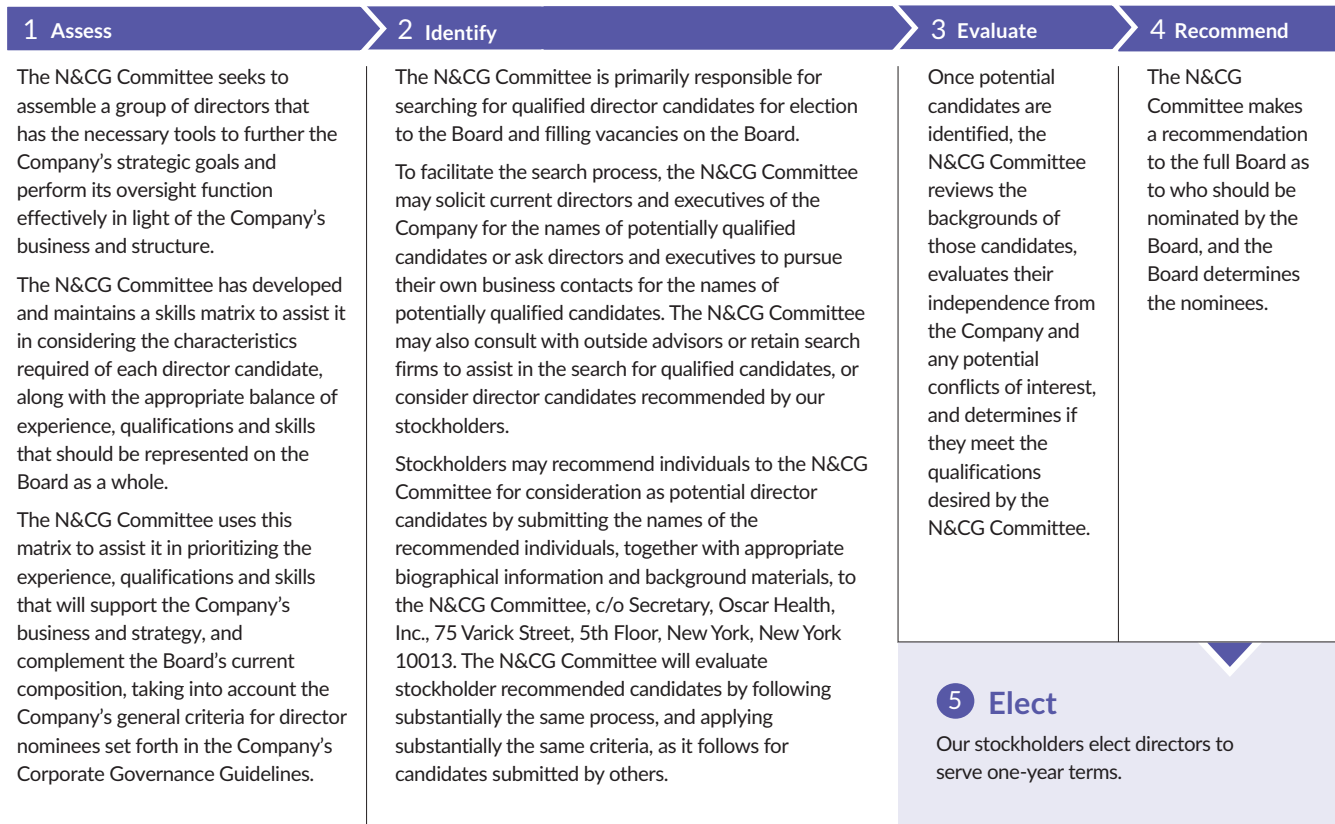 1 Assess
The N&CG Committee seeks to
assemble a group of directors that
has the necessary tools to further the
Company's strategic goals and
perform its oversight function
effectively in light of the Company's
business and structure.
The N&CG Committee has developed
and maintains a skills matrix to assist it
in considering the characteristics
required of each director candidate,
along with the appropriate balance of
experience, qualifications and skills
that should be represented on the
Board as a whole.
The N&CG Committee uses this
matrix to assist it in prioritizing the
experience, qualifications and skills
that will support the Company's
business and strategy, and
complement the Board's current
composition, taking into account the
Company's general criteria for director
nominees set forth in the Company's
Corporate Governance Guidelines.
2 Identify
The N&CG Committee is primarily responsible for
searching for qualified director candidates for election
to the Board and filling vacancies on the Board.
To facilitate the search process, the N&CG Committee
may solicit current directors and executives of the
Company for the names of potentially qualified
candidates or ask directors and executives to pursue
their own business contacts for the names of
potentially qualified candidates. The N&CG Committee
may also consult with outside advisors or retain search
firms to assist in the search for qualified candidates, or
consider director candidates recommended by our
stockholders.
Stockholders may recommend individuals to the N&CG
Committee for consideration as potential director
candidates by submitting the names of the
recommended individuals, together with appropriate
biographical information and background materials, to
the N&CG Committee, c/o Secretary, Oscar Health,
Inc., 75 Varick Street, 5th Floor, New York, New York
10013. The N&CG Committee will evaluate
stockholder recommended candidates by following
substantially the same process, and applying
substantially the same criteria, as it follows for
candidates submitted by others.
3 Evaluate
Once potential
candidates are
identified, the
N&CG Committee
reviews the
backgrounds of
those candidates,
evaluates their
independence from
the Company and
any potential
conflicts of interest,
and determines if
they meet the
qualifications
desired by the
N&CG Committee.
4 Recommend
The N&CG
Committee makes
a recommendation
to the full Board as
to who should be
nominated by the
Board, and the
Board determines
the nominees.
5 Elect
Our stockholders elect directors to
serve one-year terms.